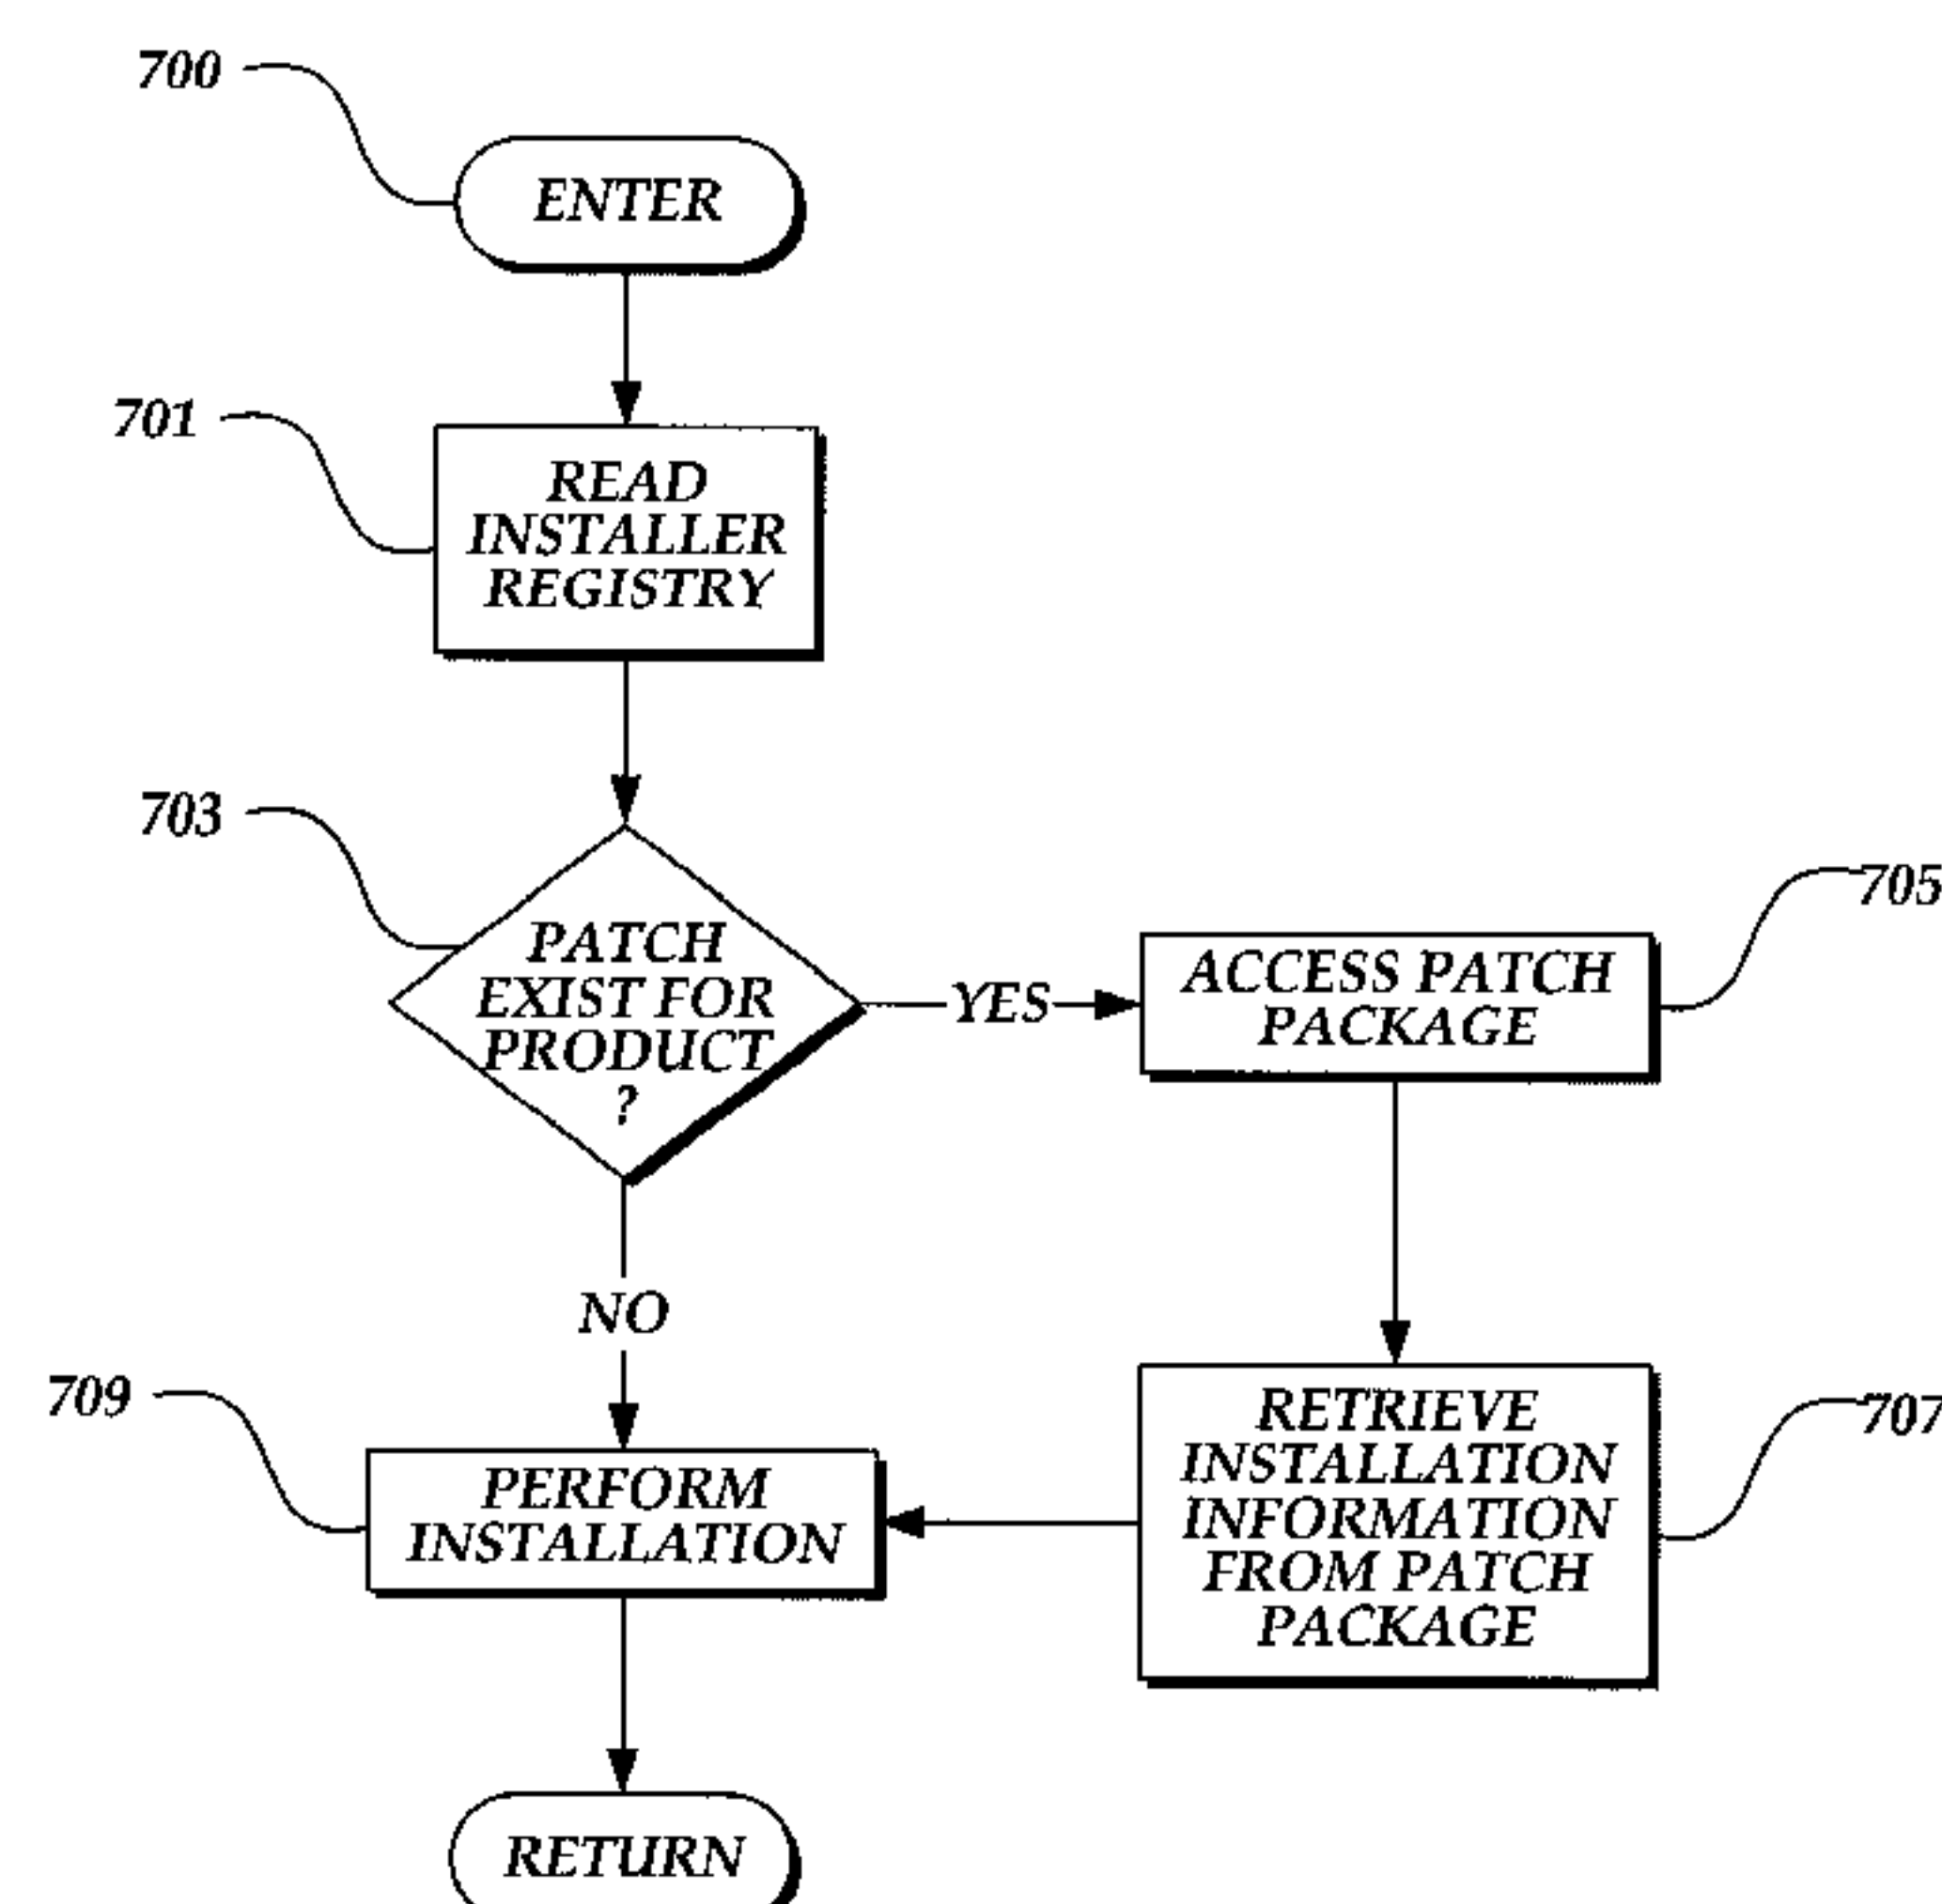 700
ENTER
701
READ
INSTALLER
REGISTRY
703
PATCH
EXIST FOR
PRODUCT
?
YES
705
ACCESS PATCH
PACKAGE
NO
709
PERFORM
INSTALLATION
707
RETRIEVE
INSTALLATION
INFORMATION
FROM PATCH
PACKAGE
RETURN